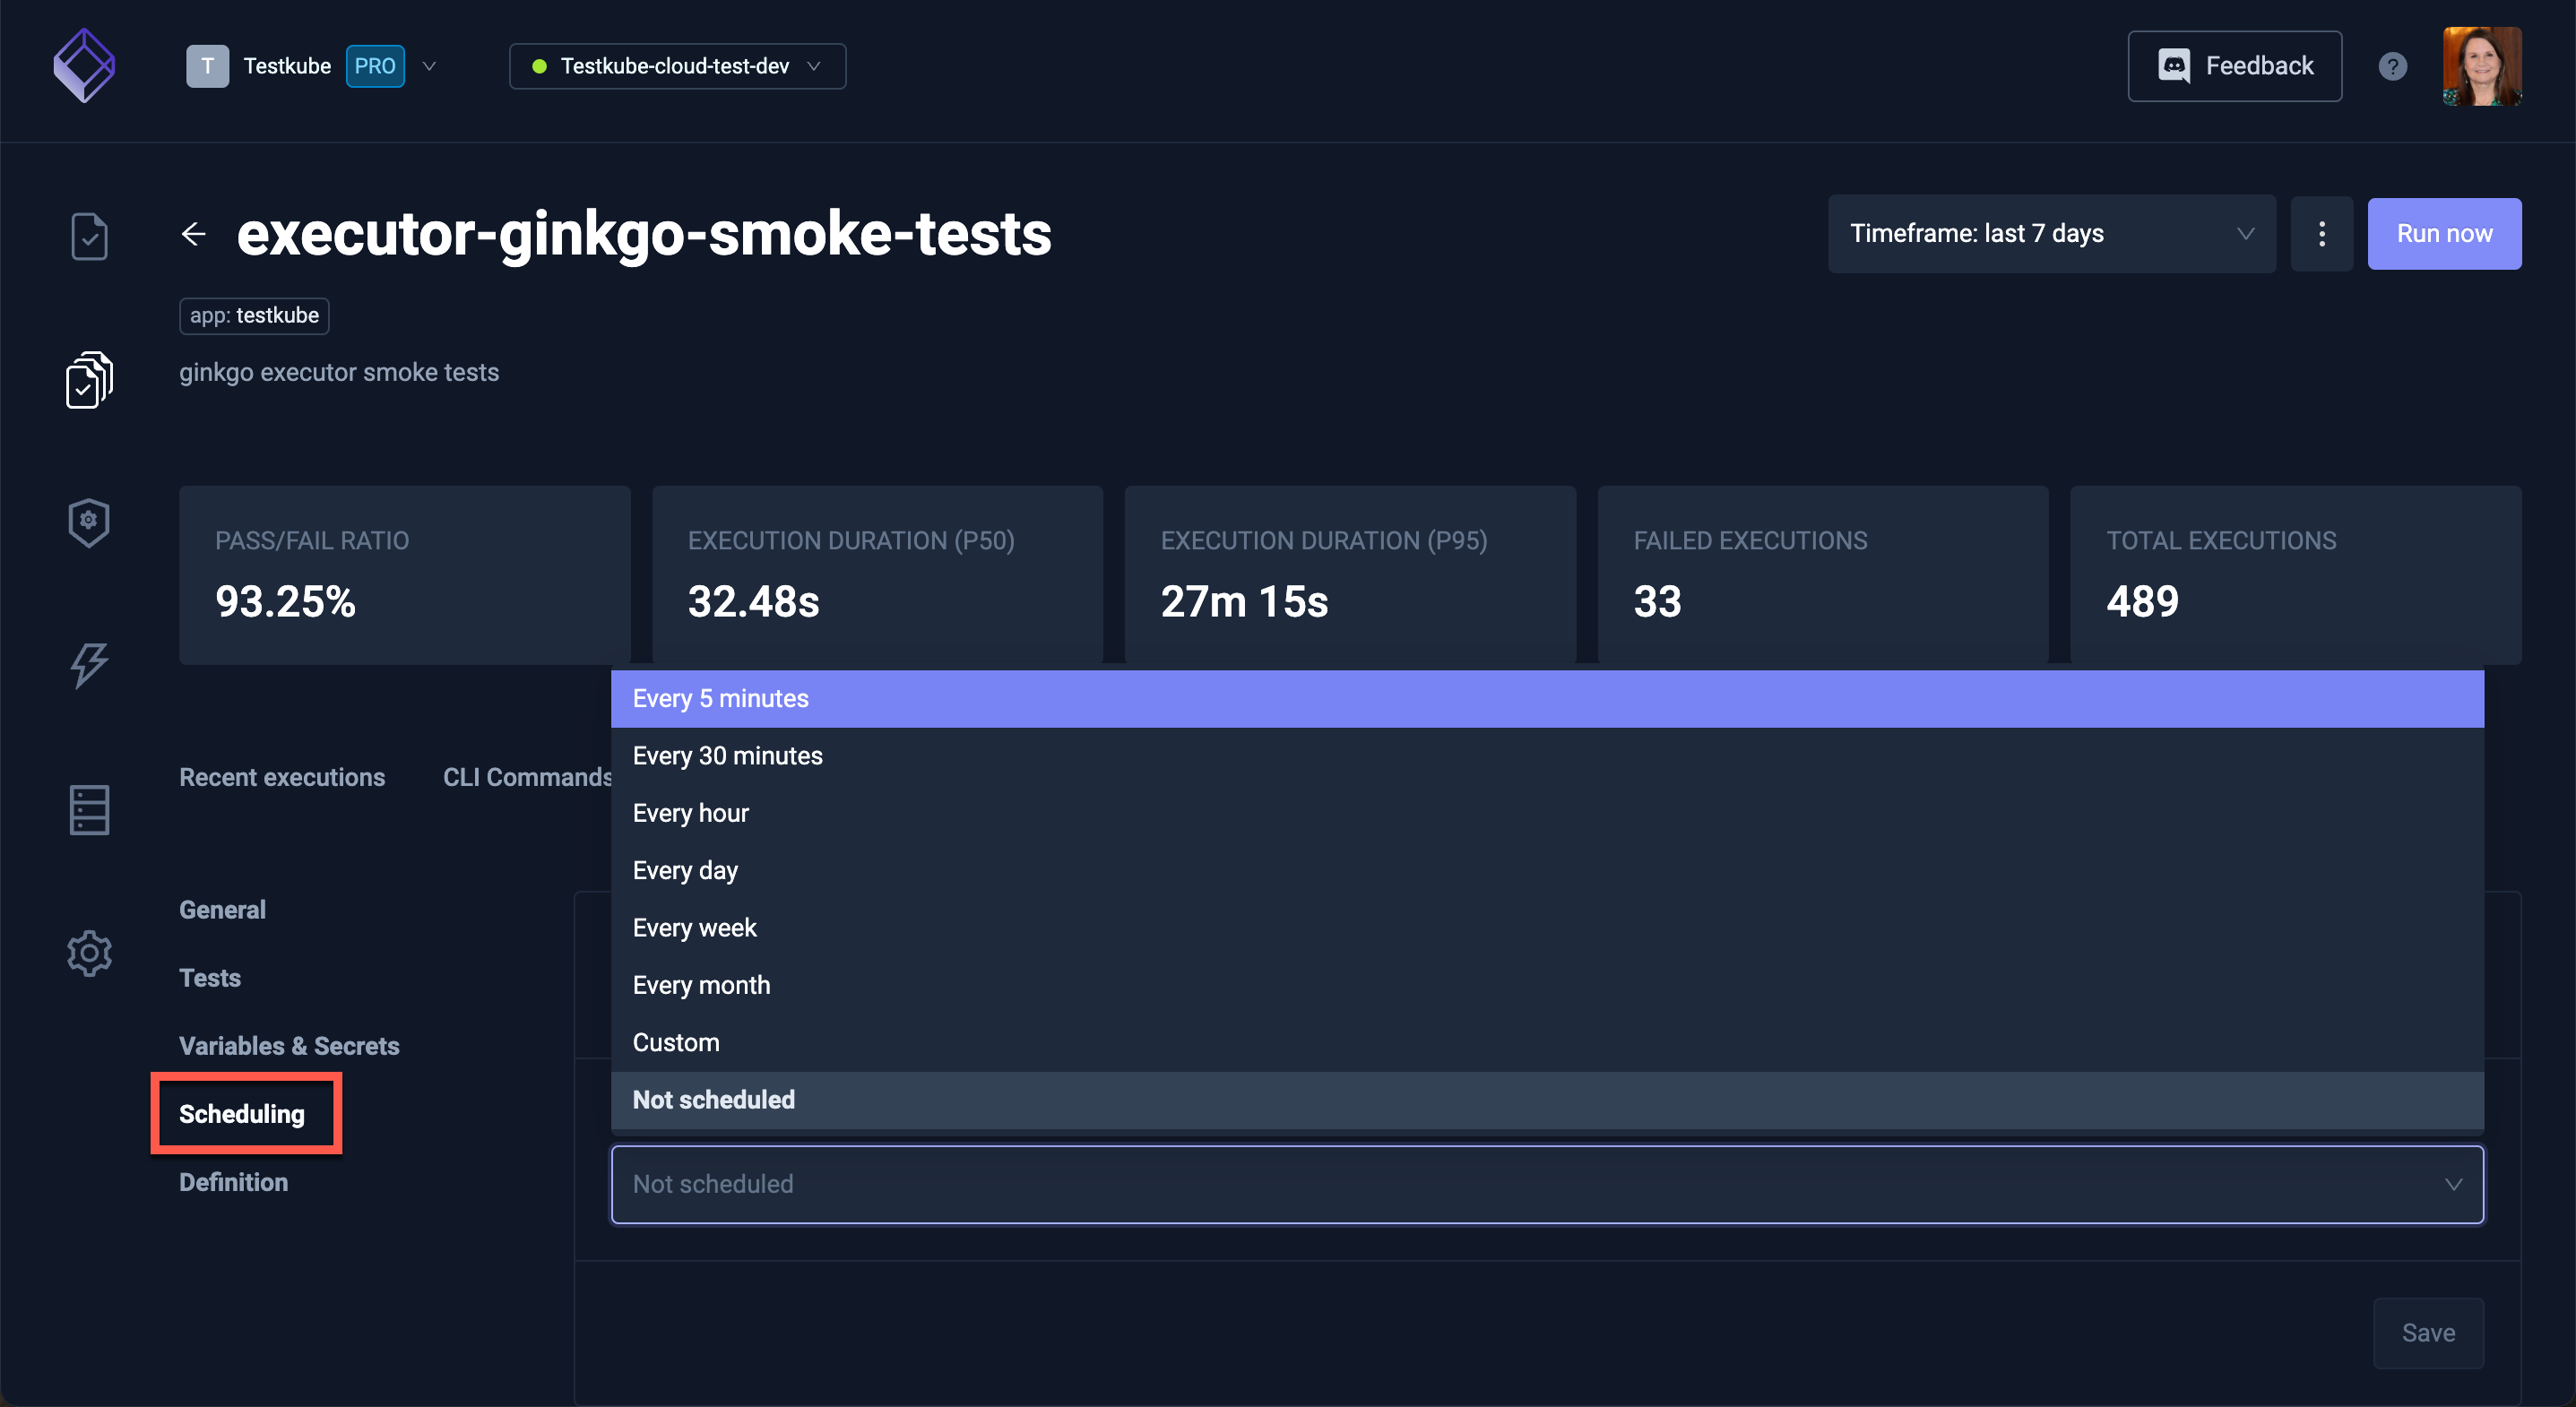 T Testkube PRO Testkube-cloud-test-dev Feedback ?
executor-ginkgo-smoke-tests Timeframe: last 7 days Run now
app: testkube
ginkgo executor smoke tests
PASS/FAIL RATIO EXECUTION DURATION (P50) EXECUTION DURATION (P95) FAILED EXECUTIONS TOTAL EXECUTIONS
93.25% 32.48s 27m 15s 33 489
Every 5 minutes
Every 30 minutes
Recent executions CLI Commands
Every hour
Every day
General
Every week
Tests
Every month
Variables & Secrets
Custom
Scheduling
Not scheduled
Definition
Not scheduled
Save